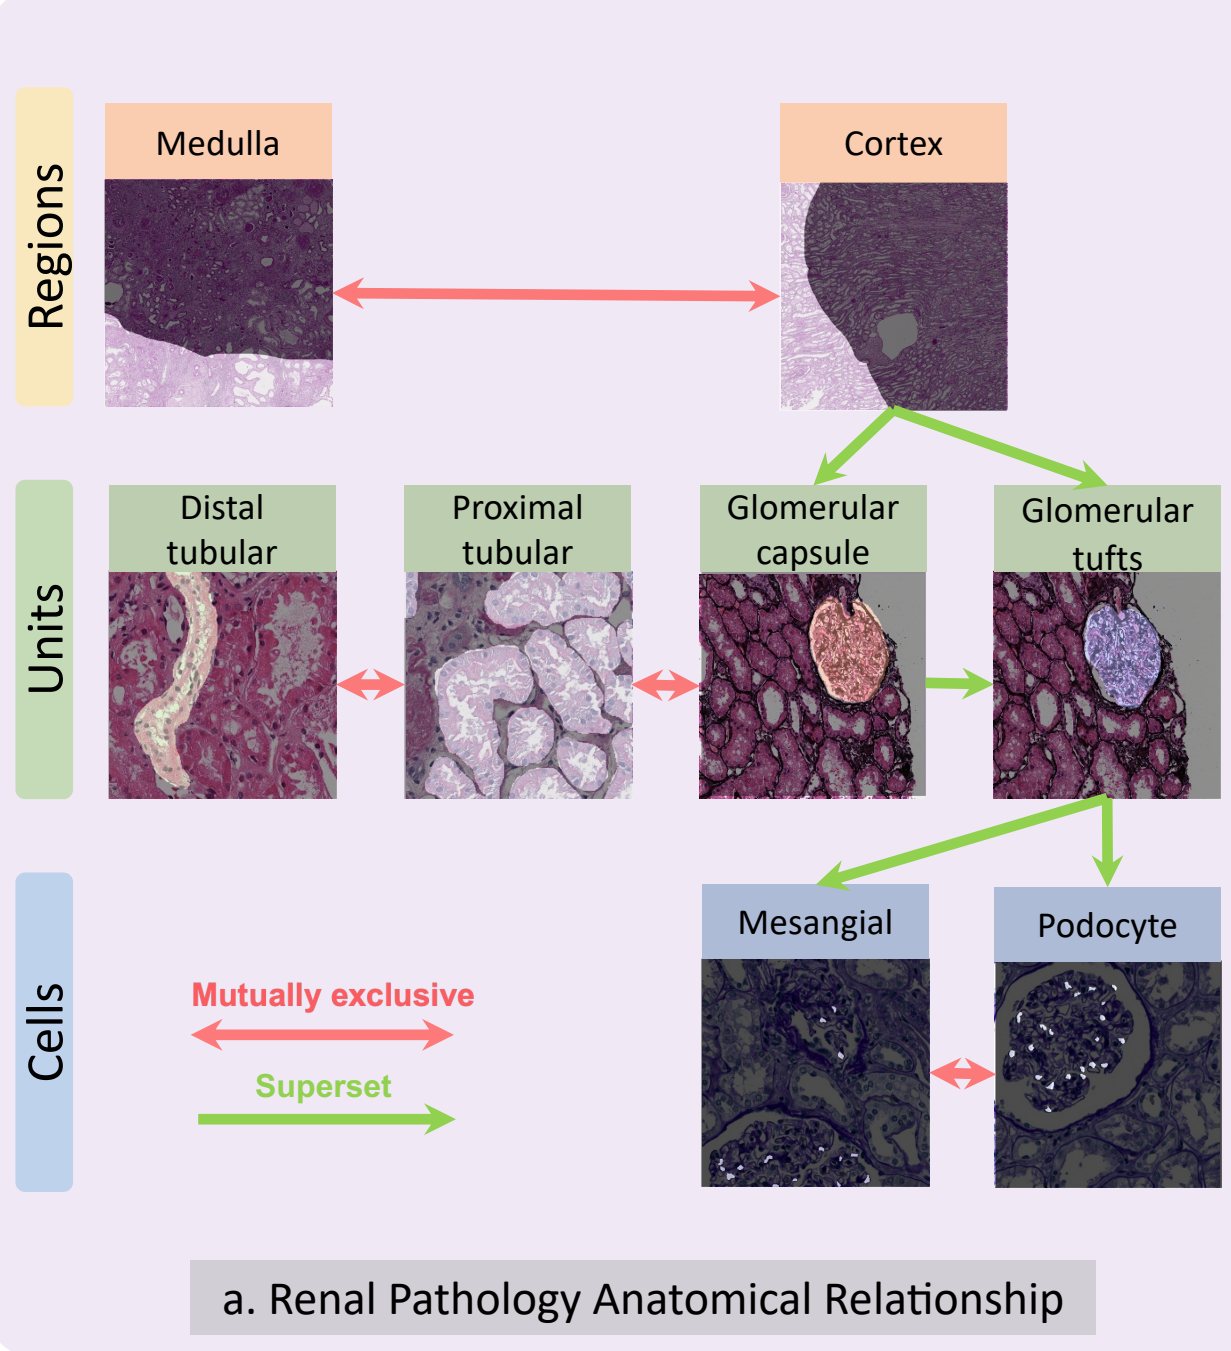 Regions
Medulla
Cortex
Units
Distal
tubular
Proximal
tubular
Glomerular
capsule
Glomerular
tufts
Cells
Mesangial
Podocyte
Mutually exclusive
Superset
a. Renal Pathology Anatomical Relationship